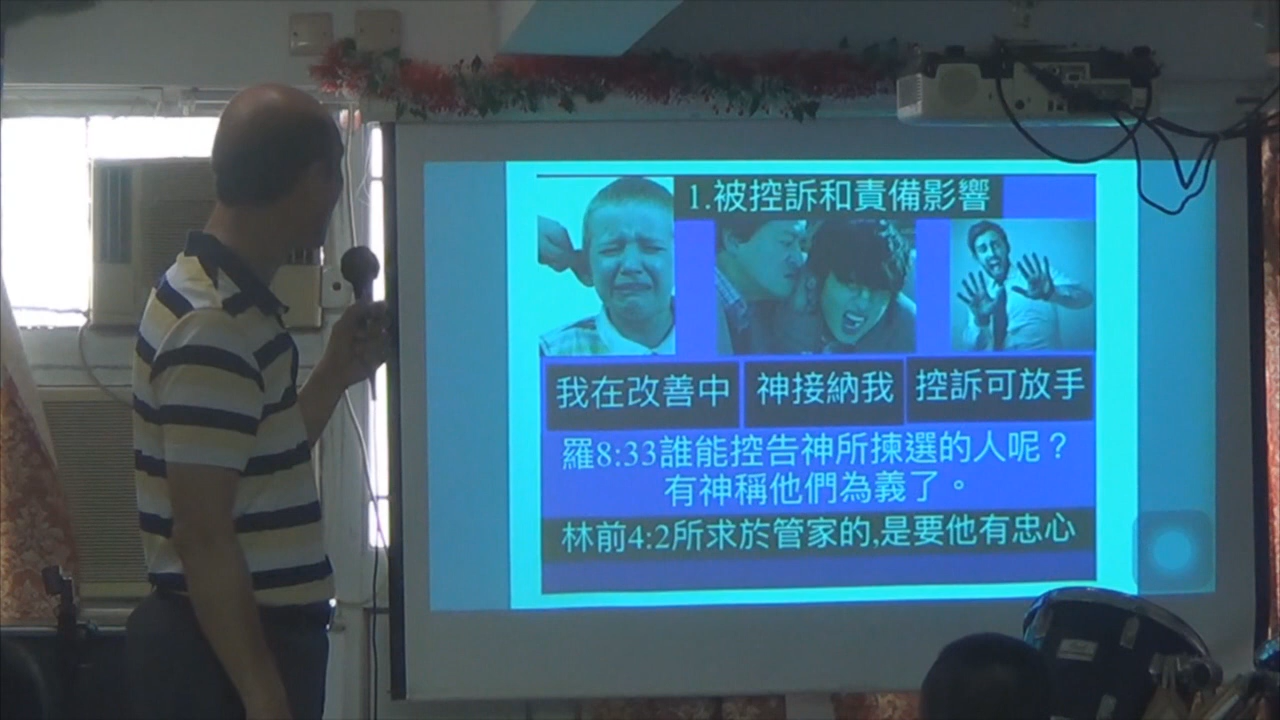 1.被控訴和責備影響
我在改善中
神接納我
控訴可放手
羅8:33誰能控告神所揀選的人呢？
有神稱他們為義了。
林前4:2所求於管家的,是要他有忠心